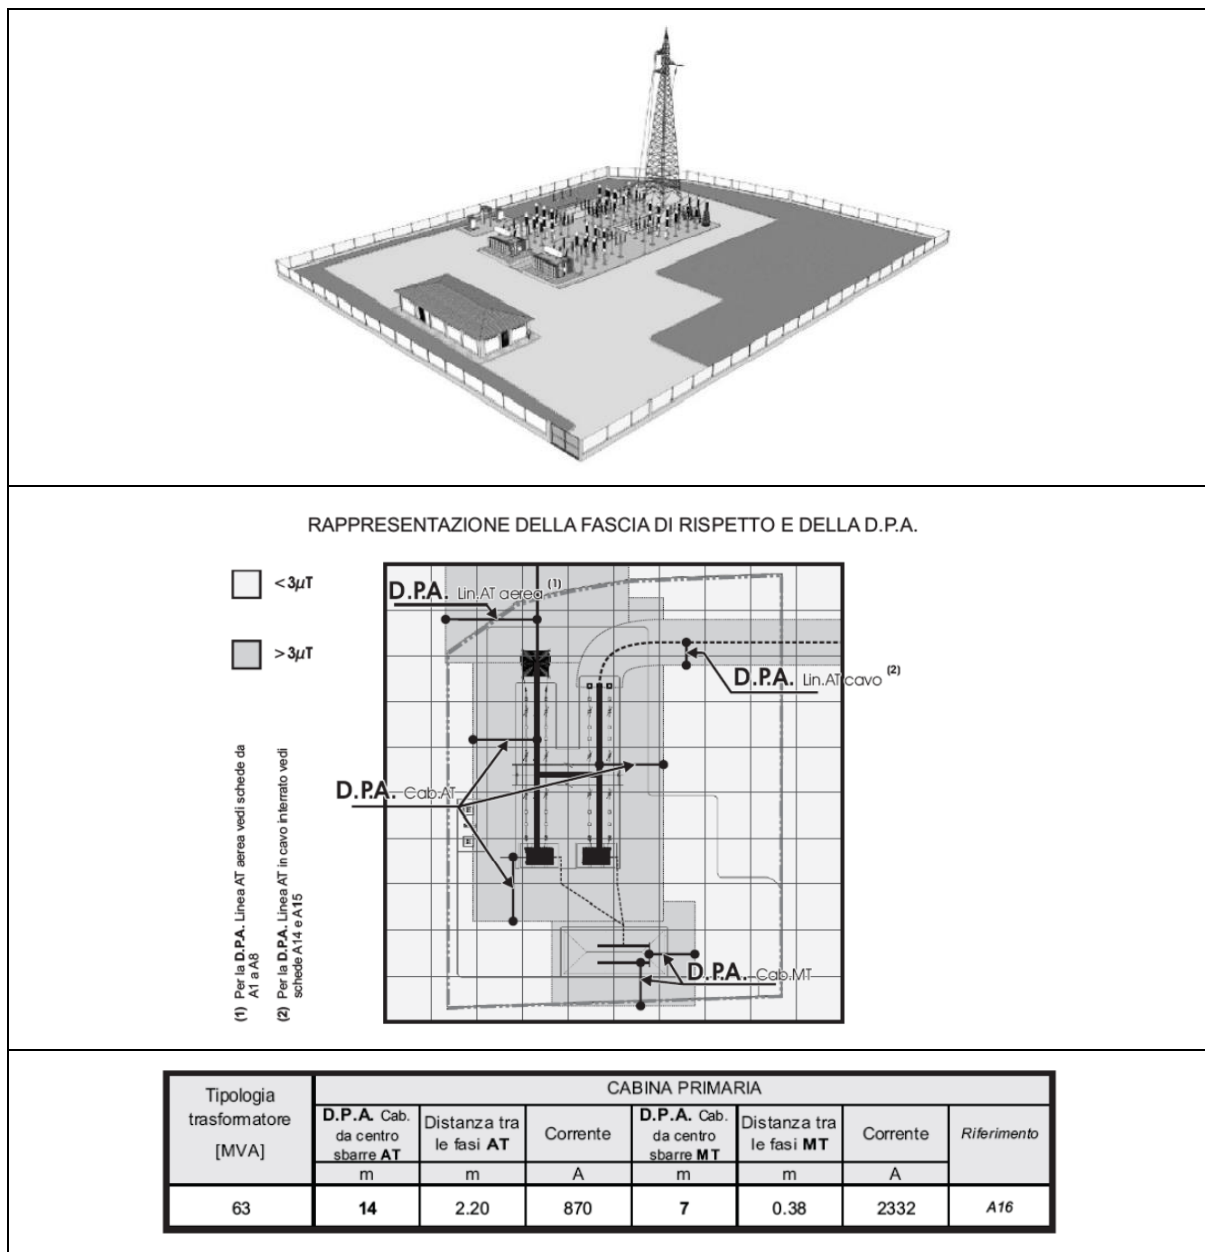 RAPPRESENTAZIONE DELLA FASCIA DI RISPETTO E DELLA D.P.A.
<3μT
>3μT
D.P.A. Lin.AT aerea (1)
D.P.A. Lin.AT cavo (2)
D.P.A. Cab.AT
D.P.A. Cab.MT
(1) Per la D.P.A. Linea AT aerea vedi schede da
A1 a A8
(2) Per la D.P.A. Linea AT in cavo interrato vedi
schede A14 e A15
Tipologia
trasformatore
[MVA]
CABINA PRIMARIA
D.P.A. Cab.
da centro
sbarre AT
Distanza tra
le fasi AT
Corrente
D.P.A. Cab.
da centro
sbarre MT
Distanza tra
le fasi MT
Corrente
Riferimento
m m A m m A
63 14 2.20 870 7 0.38 2332 A16